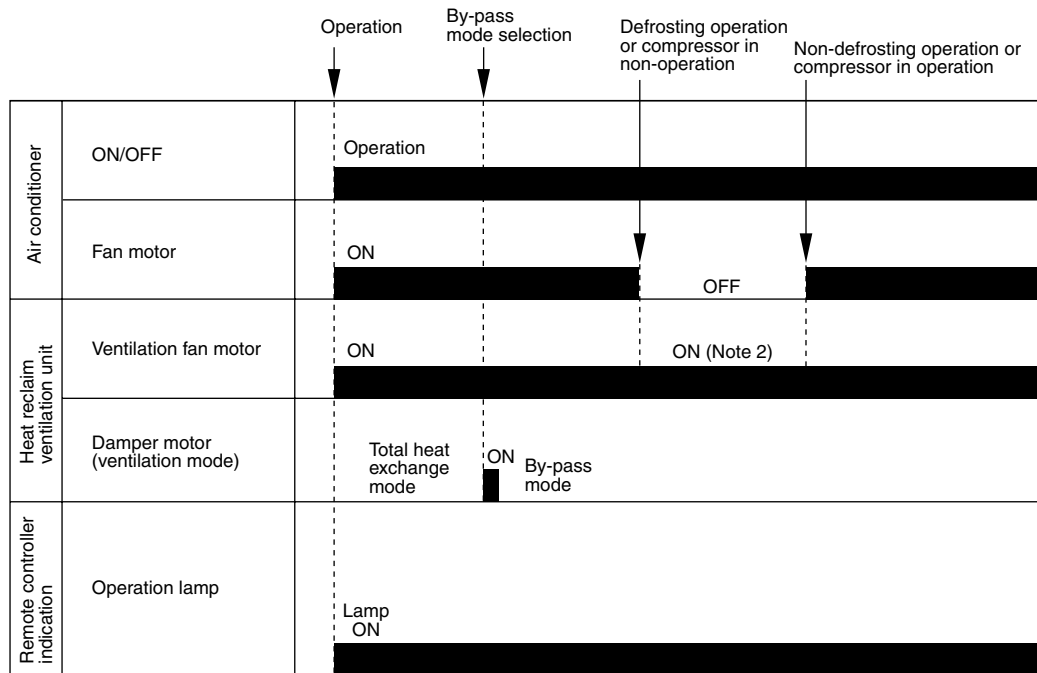 Operation
By-pass
mode selection
Defrosting operation
or compressor in
non-operation
Non-defrosting operation or
compressor in operation
Air conditioner
ON/OFF
Operation
Fan motor
ON
OFF
Heat reclaim
ventilation unit
Ventilation fan motor
ON
ON (Note 2)
Damper motor
(ventilation mode)
Total heat
exchange
mode
ON
By-pass
mode
Remote controller
indication
Operation lamp
Lamp
ON